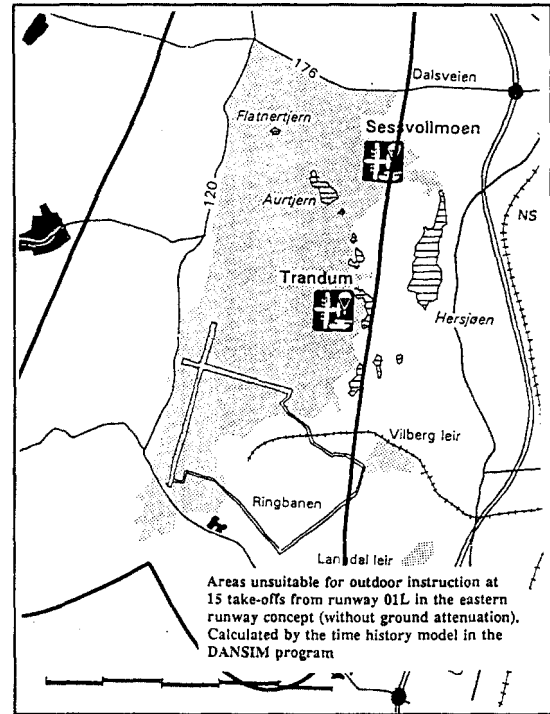 176
Dalsveien
Flatnertjern
Sessvollmoen
120
Aurtjern
NS
Trandum
Hersjøen
Vilberg leir
Ringbanen
Landdal leir
Areas unsuitable for outdoor instruction at
15 take-offs from runway 01L in the eastern
runway concept (without ground attenuation).
Calculated by the time history model in the
DANSIM program